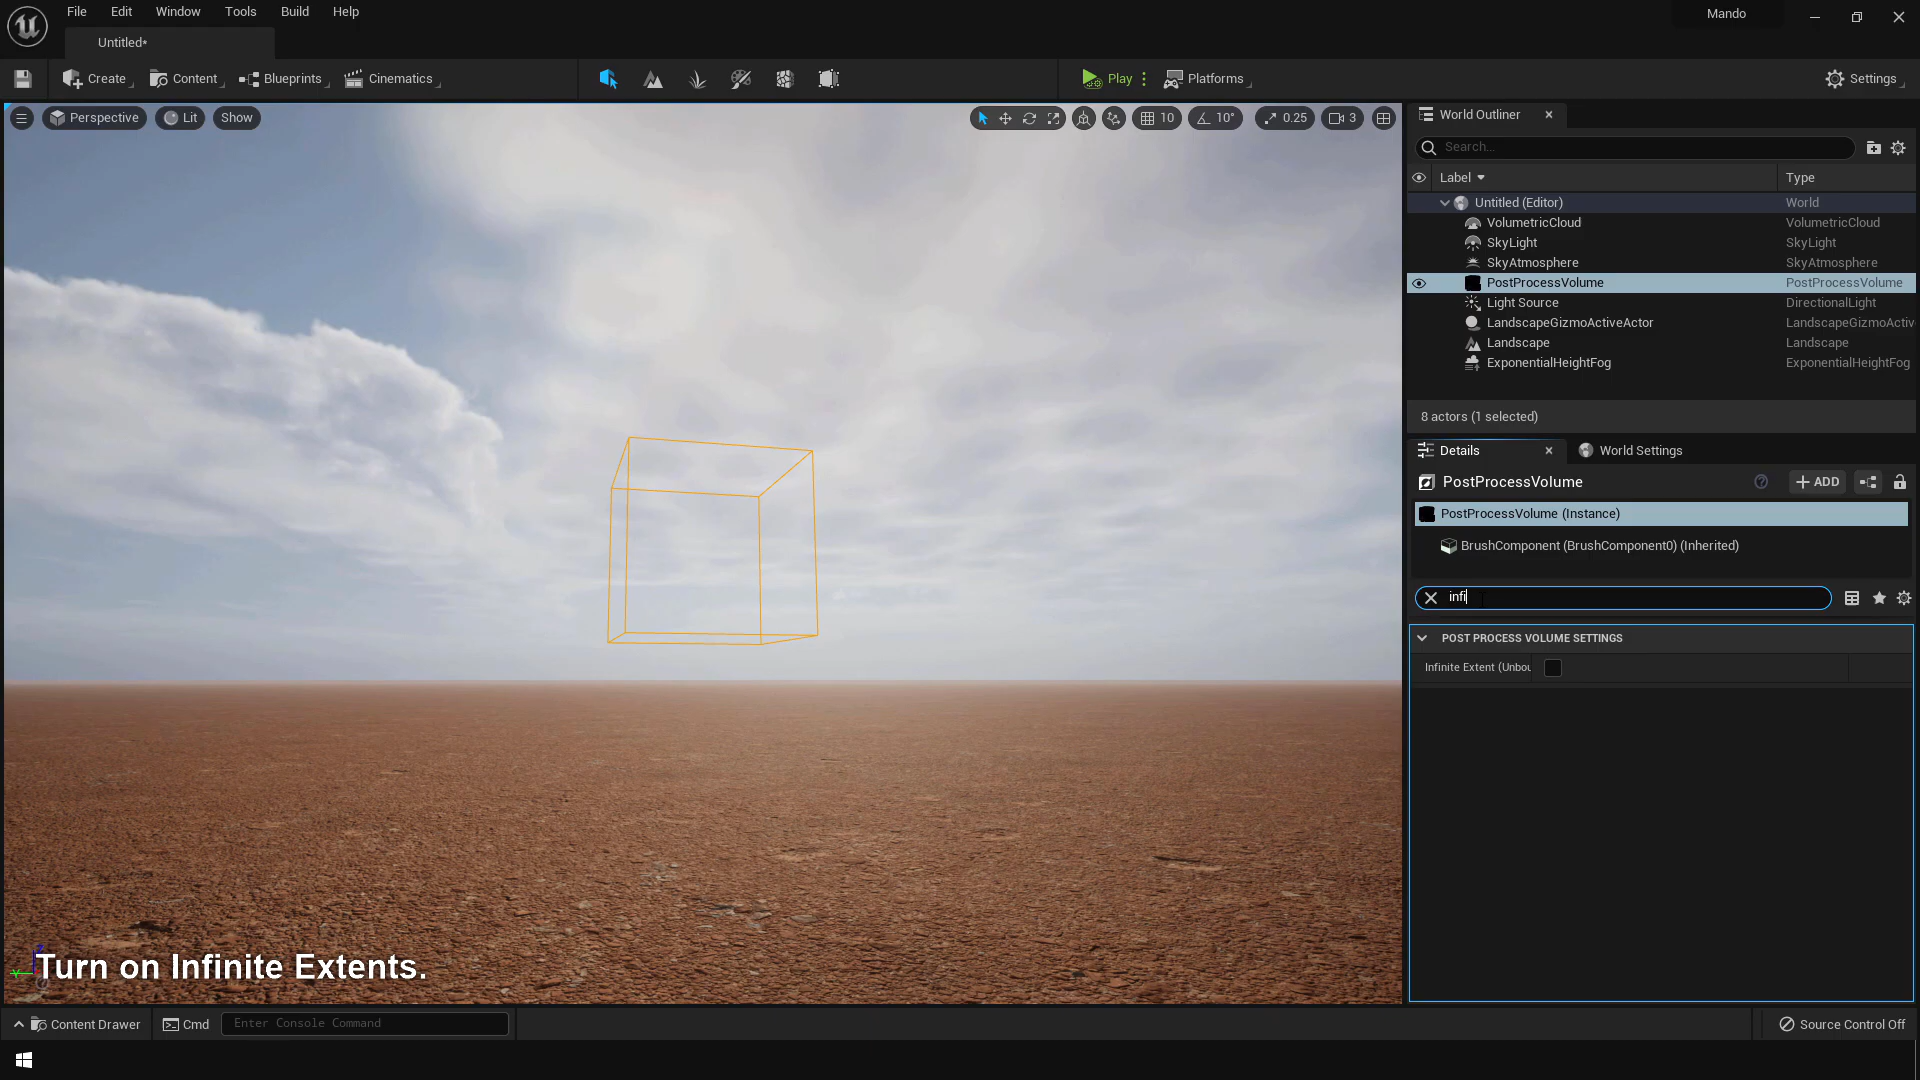 File Edit Window Tools Build Help
Mando
Untitled*
Create Content Blueprints Cinematics Play Platforms Settings
Perspective Lit Show 10 10° 0.25 3
World Outliner
Search...
Label Type
Untitled (Editor) World
VolumetricCloud VolumetricCloud
SkyLight SkyLight
SkyAtmosphere SkyAtmosphere
PostProcessVolume PostProcessVolume
Light Source DirectionalLight
LandscapeGizmoActiveActor LandscapeGizmoActiv
Landscape Landscape
ExponentialHeightFog ExponentialHeightFog
8 actors (1 selected)
Details World Settings
PostProcessVolume + ADD
PostProcessVolume (Instance)
BrushComponent (BrushComponent0) (Inherited)
infi
POST PROCESS VOLUME SETTINGS
Infinite Extent (Unbou
Turn on Infinite Extents.
Content Drawer Cmd Enter Console Command Source Control Off